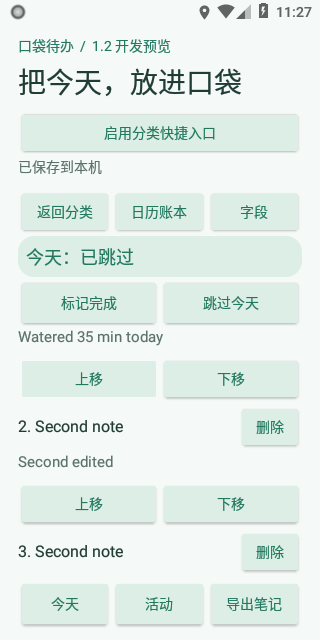 11:27
口袋待办 / 1.2 开发预览
把今天，放进口袋
启用分类快捷入口
已保存到本机
返回分类 日历账本 字段
今天：已跳过
标记完成 跳过今天
Watered 35 min today
上移 下移
2. Second note 删除
Second edited
上移 下移
3. Second note 删除
今天 活动 导出笔记